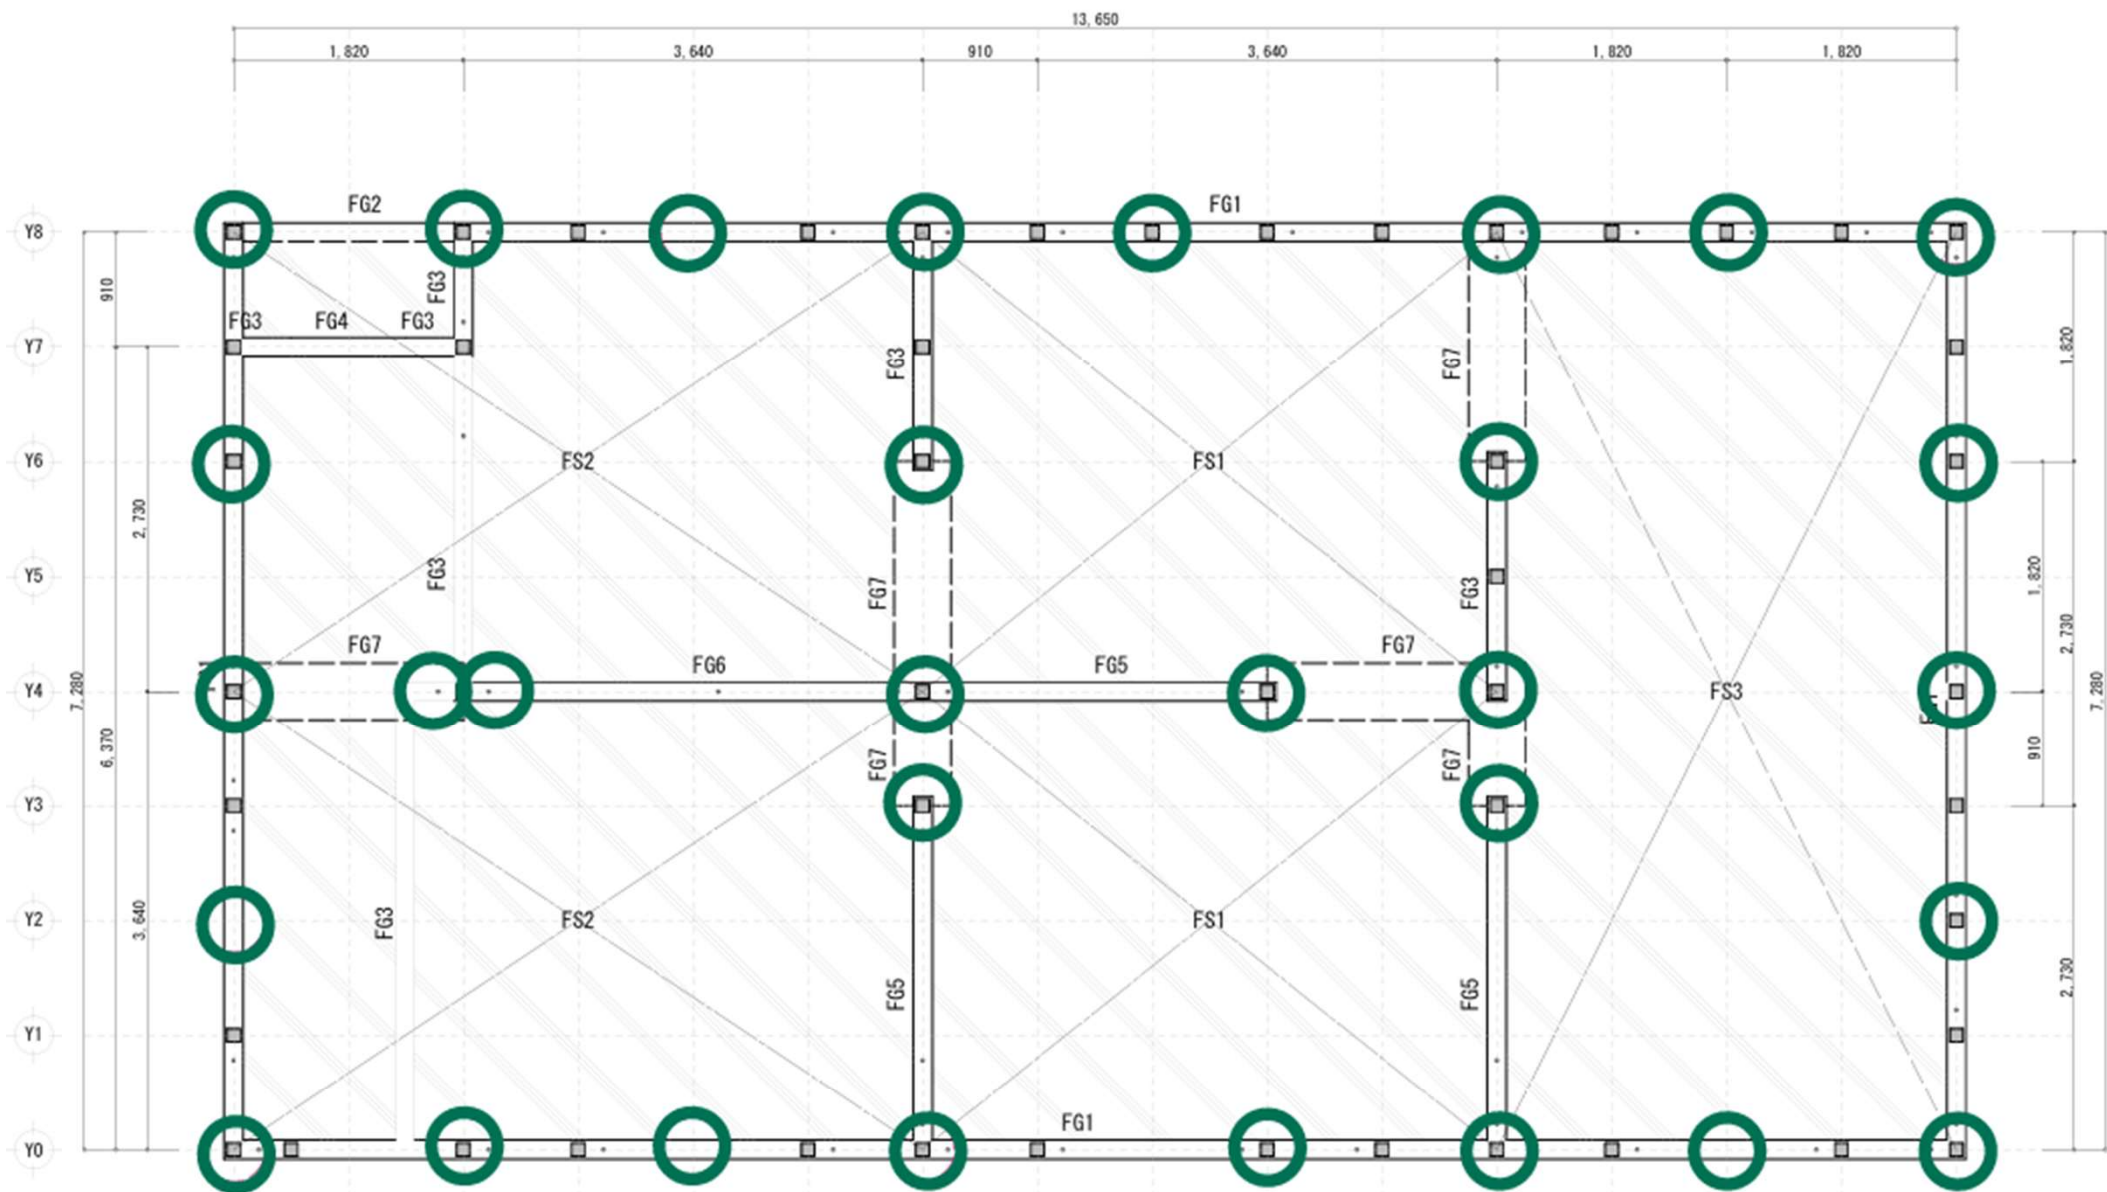 13,650
1,820 3,640 910 3,640 1,820 1,820
FG2 FG1
Y8
910
FG3
FG3 FG4 FG3
Y7
1,820
FG3 FG7
Y6 FS2 FS1
2,730
Y5 FG3 FG7 FG3 1,820
2,730
FG7 FG6 FG5 FG7
Y4 FS3
7,280 7,280
6,370
FG7 FG7 910
Y3
3,640
Y2 FG3 FS2 FS1
FG5 FG5 2,730
Y1
FG1
Y0